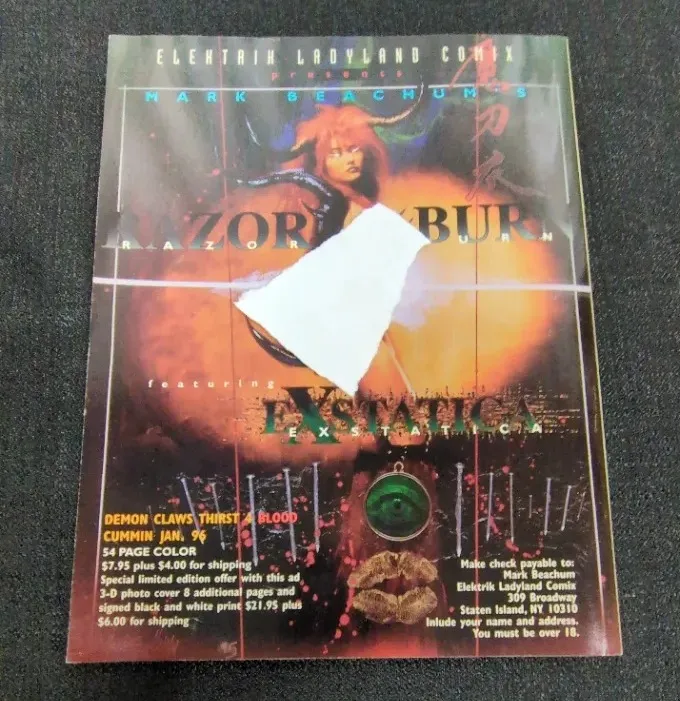 ELEKTRIK LADYLAND COMIX
presents
MARK BEACHUM'S
RAZOR BURN
RAZOR URN
featuring
EXSTATICA
EXSTATICA
DEMON CLAWS THIRST 4 BLOOD
CUMMIN JAN. 96
54 PAGE COLOR
$7.95 plus $4.00 for shipping
Special limited edition offer with this ad
3-D photo cover 8 additional pages and
signed black and white print $21.95 plus
$6.00 for shipping
Make check payable to:
Mark Beachum
Elektrik Ladyland Comix
309 Broadway
Staten Island, NY 10310
Inlude your name and address.
You must be over 18.